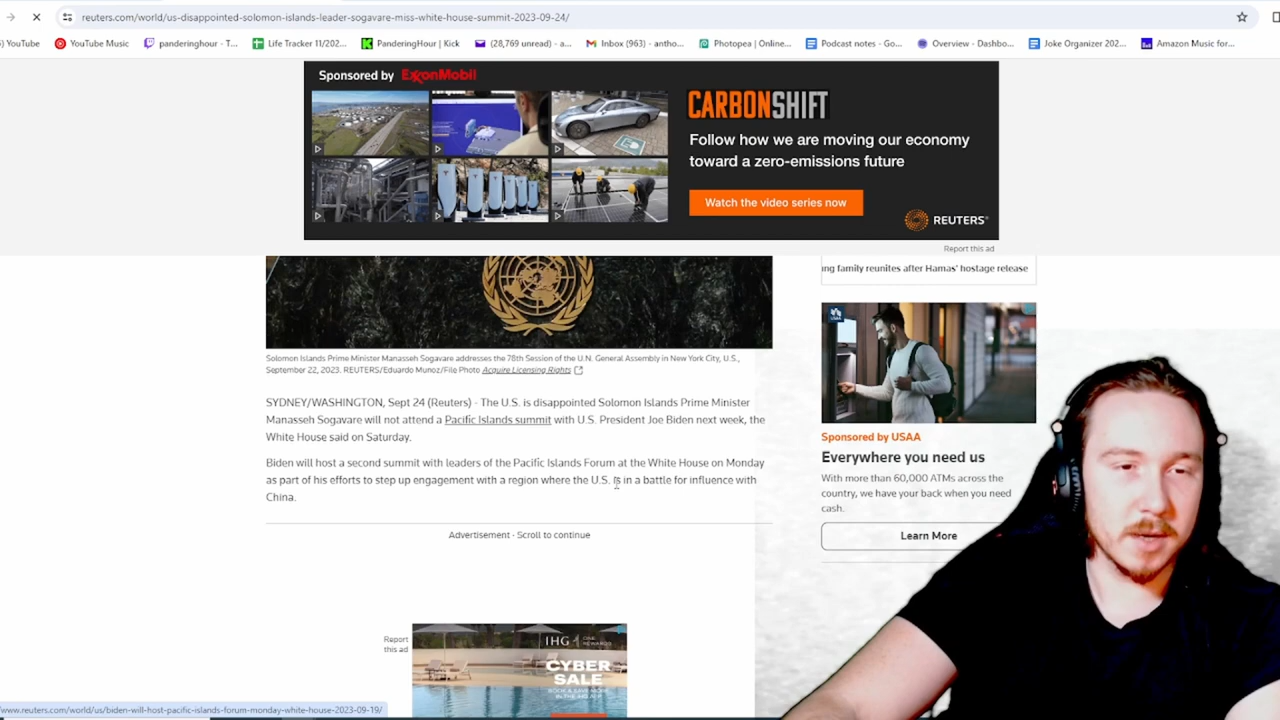 reuters.com/world/us-disappointed-solomon-islands-leader-sogavare-miss-white-house-summit-2023-09-24/
) YouTube
YouTube Music
panderinghour - T...
Life Tracker 11/202...
PanderingHour | Kick
(28,769 unread) - a...
Inbox (963) - antho...
Photopea | Online...
Podcast notes - Go...
Overview - Dashbo...
Joke Organizer 202...
Amazon Music for...
Sponsored by ExxonMobil
CARBONSHIFT
Follow how we are moving our economy
toward a zero-emissions future
Watch the video series now
REUTERS
Report this ad
ng family reunites after Hamas' hostage release
Solomon Islands Prime Minister Manasseh Sogavare addresses the 78th Session of the U.N. General Assembly in New York City, U.S.,
September 22, 2023. REUTERS/Eduardo Munoz/File Photo Acquire Licensing Rights
SYDNEY/WASHINGTON, Sept 24 (Reuters) - The U.S. is disappointed Solomon Islands Prime Minister
Manasseh Sogavare will not attend a Pacific Islands summit with U.S. President Joe Biden next week, the
White House said on Saturday.
Biden will host a second summit with leaders of the Pacific Islands Forum at the White House on Monday
as part of his efforts to step up engagement with a region where the U.S. is in a battle for influence with
China.
Advertisement · Scroll to continue
USAA
Sponsored by USAA
Everywhere you need us
With more than 60,000 ATMs across the
country, we have your back when you need
cash.
Learn More
Report
this ad
IHG ONE
REWARDS
CYBER
SALE
www.reuters.com/world/us/biden-will-host-pacific-islands-forum-monday-white-house-2023-09-19/